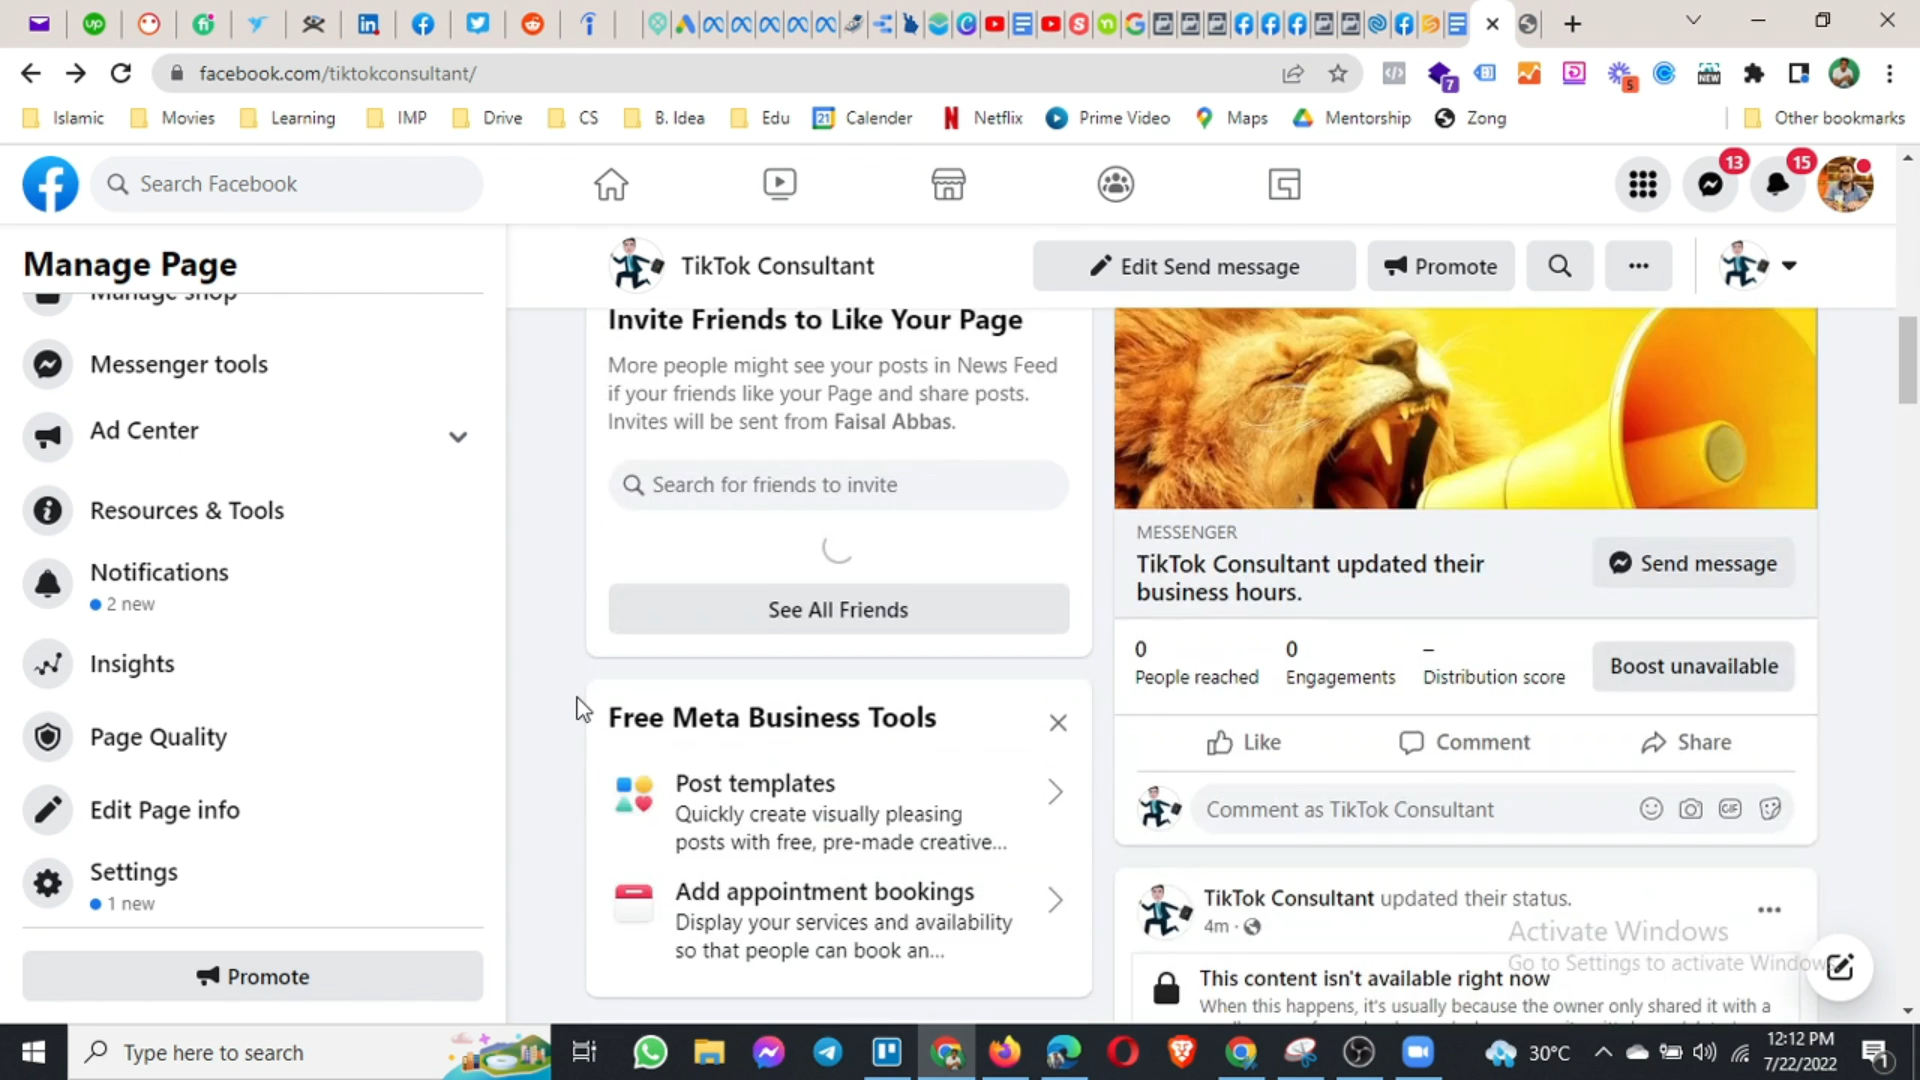 facebook.com/tiktokconsultant/
7
5
NEW
Islamic
Movies
Learning
IMP
Drive
CS
B. Idea
Edu
Calender
Netflix
Prime Video
Maps
Mentorship
Zong
Other bookmarks
Search Facebook
13
15
Manage Page
Manage shop
Messenger tools
Ad Center
Resources & Tools
Notifications
2 new
Insights
Page Quality
Edit Page info
Settings
1 new
Promote
TikTok Consultant
Edit Send message
Promote
Invite Friends to Like Your Page
More people might see your posts in News Feed
if your friends like your Page and share posts.
Invites will be sent from Faisal Abbas.
Search for friends to invite
See All Friends
Free Meta Business Tools
Post templates
Quickly create visually pleasing
posts with free, pre-made creative...
Add appointment bookings
Display your services and availability
so that people can book an...
MESSENGER
TikTok Consultant updated their
business hours.
Send message
0
People reached
0
Engagements
–
Distribution score
Boost unavailable
Like
Comment
Share
Comment as TikTok Consultant
GIF
TikTok Consultant updated their status.
4m
This content isn't available right now
When this happens, it's usually because the owner only shared it with a
Activate Windows
Go to Settings to activate Windows
Type here to search
30°C
12:12 PM
7/22/2022
1